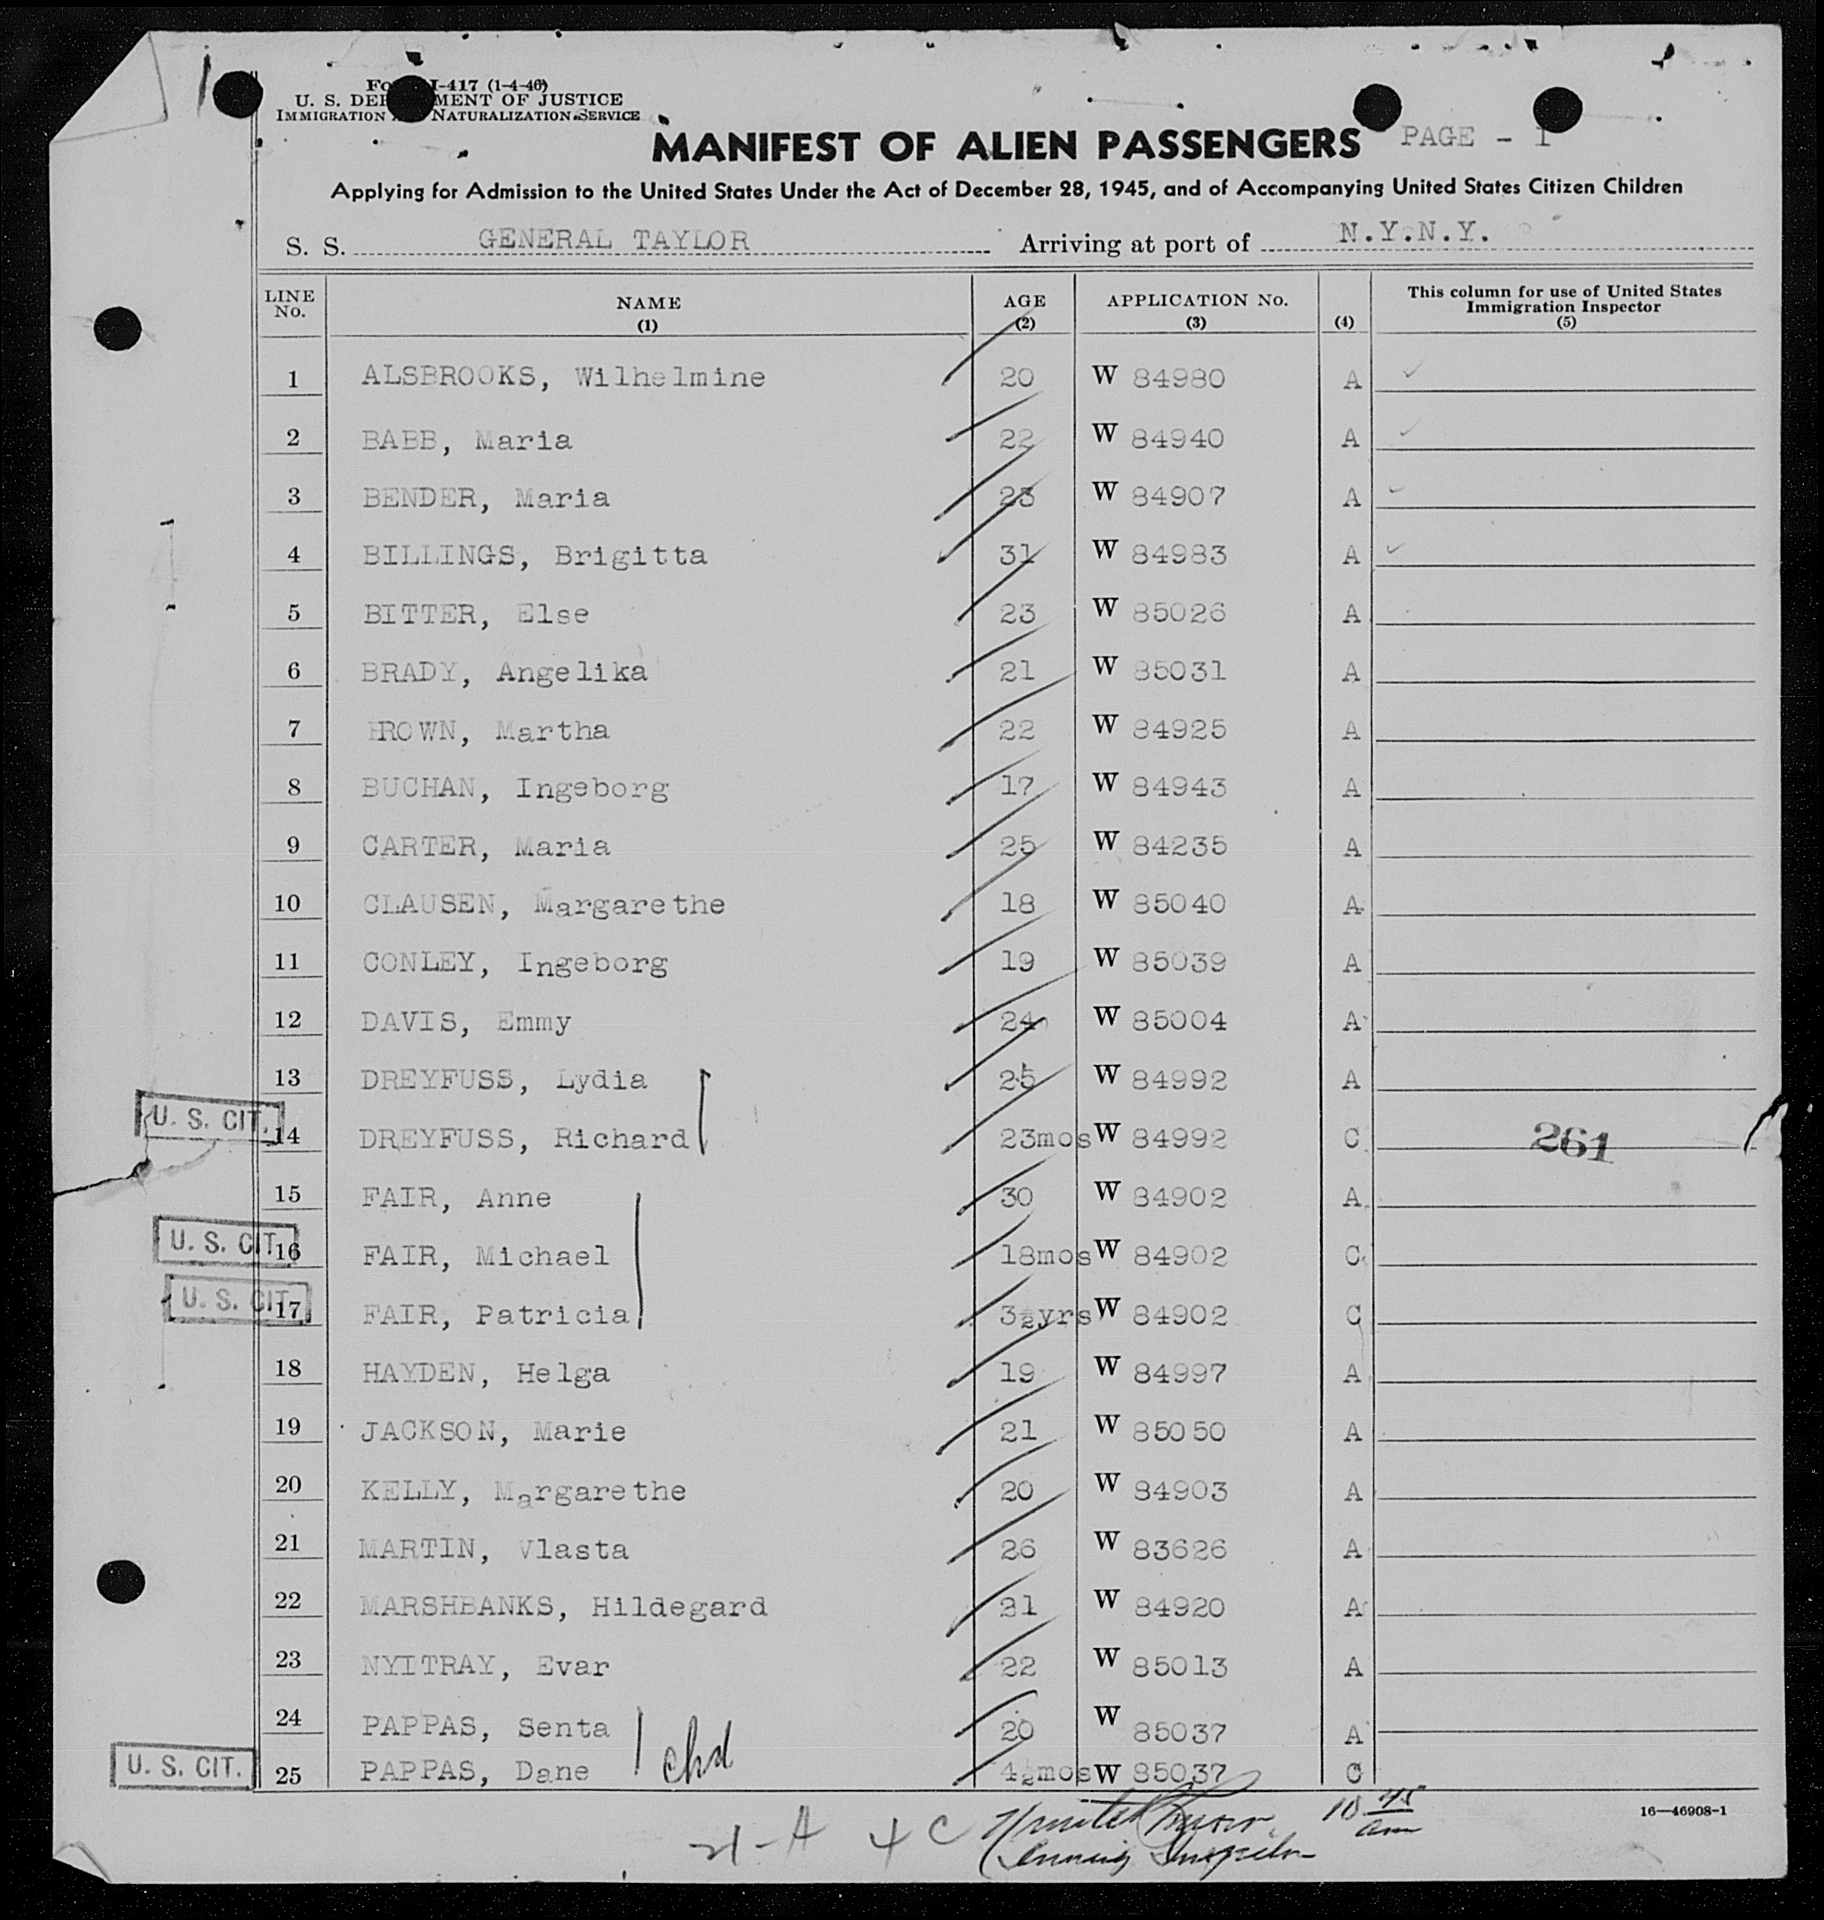 Form I-417 (1-4-46)
U. S. DEPARTMENT OF JUSTICE
IMMIGRATION AND NATURALIZATION SERVICE
MANIFEST OF ALIEN PASSENGERS PAGE - 1
Applying for Admission to the United States Under the Act of December 28, 1945, and of Accompanying United States Citizen Children
S. S. GENERAL TAYLOR Arriving at port of N.Y.N.Y.
LINE No. NAME (1) AGE (2) APPLICATION No. (3) (4) This column for use of United States Immigration Inspector (5)
1 ALSBROOKS, Wilhelmine 20 W 84980 A
2 BABB, Maria 22 W 84940 A
3 BENDER, Maria 23 W 84907 A
4 BILLINGS, Brigitta 31 W 84983 A
5 BITTER, Else 23 W 85026 A
6 BRADY, Angelika 21 W 85031 A
7 BROWN, Martha 22 W 84925 A
8 BUCHAN, Ingeborg 17 W 84943 A
9 CARTER, Maria 25 W 84235 A
10 CLAUSEN, Margarethe 18 W 85040 A
11 CONLEY, Ingeborg 19 W 85039 A
12 DAVIS, Emmy 24 W 85004 A
13 DREYFUSS, Lydia 25 W 84992 A
U. S. CIT. 14 DREYFUSS, Richard 23mos W 84992 C 261
15 FAIR, Anne 30 W 84902 A
U. S. CIT. 16 FAIR, Michael 18mos W 84902 C
U. S. CIT. 17 FAIR, Patricia 3½yrs W 84902 C
18 HAYDEN, Helga 19 W 84997 A
19 JACKSON, Marie 21 W 85050 A
20 KELLY, Margarethe 20 W 84903 A
21 MARTIN, Vlasta 26 W 83626 A
22 MARSHBANKS, Hildegard 21 W 84920 A
23 NYITRAY, Evar 22 W 85013 A
24 PAPPAS, Senta 20 W 85037 A
chd
U. S. CIT. 25 PAPPAS, Dane 4½mos W 85037 C
21-A 4 C 10 45 am
Inspector
16—46908-1